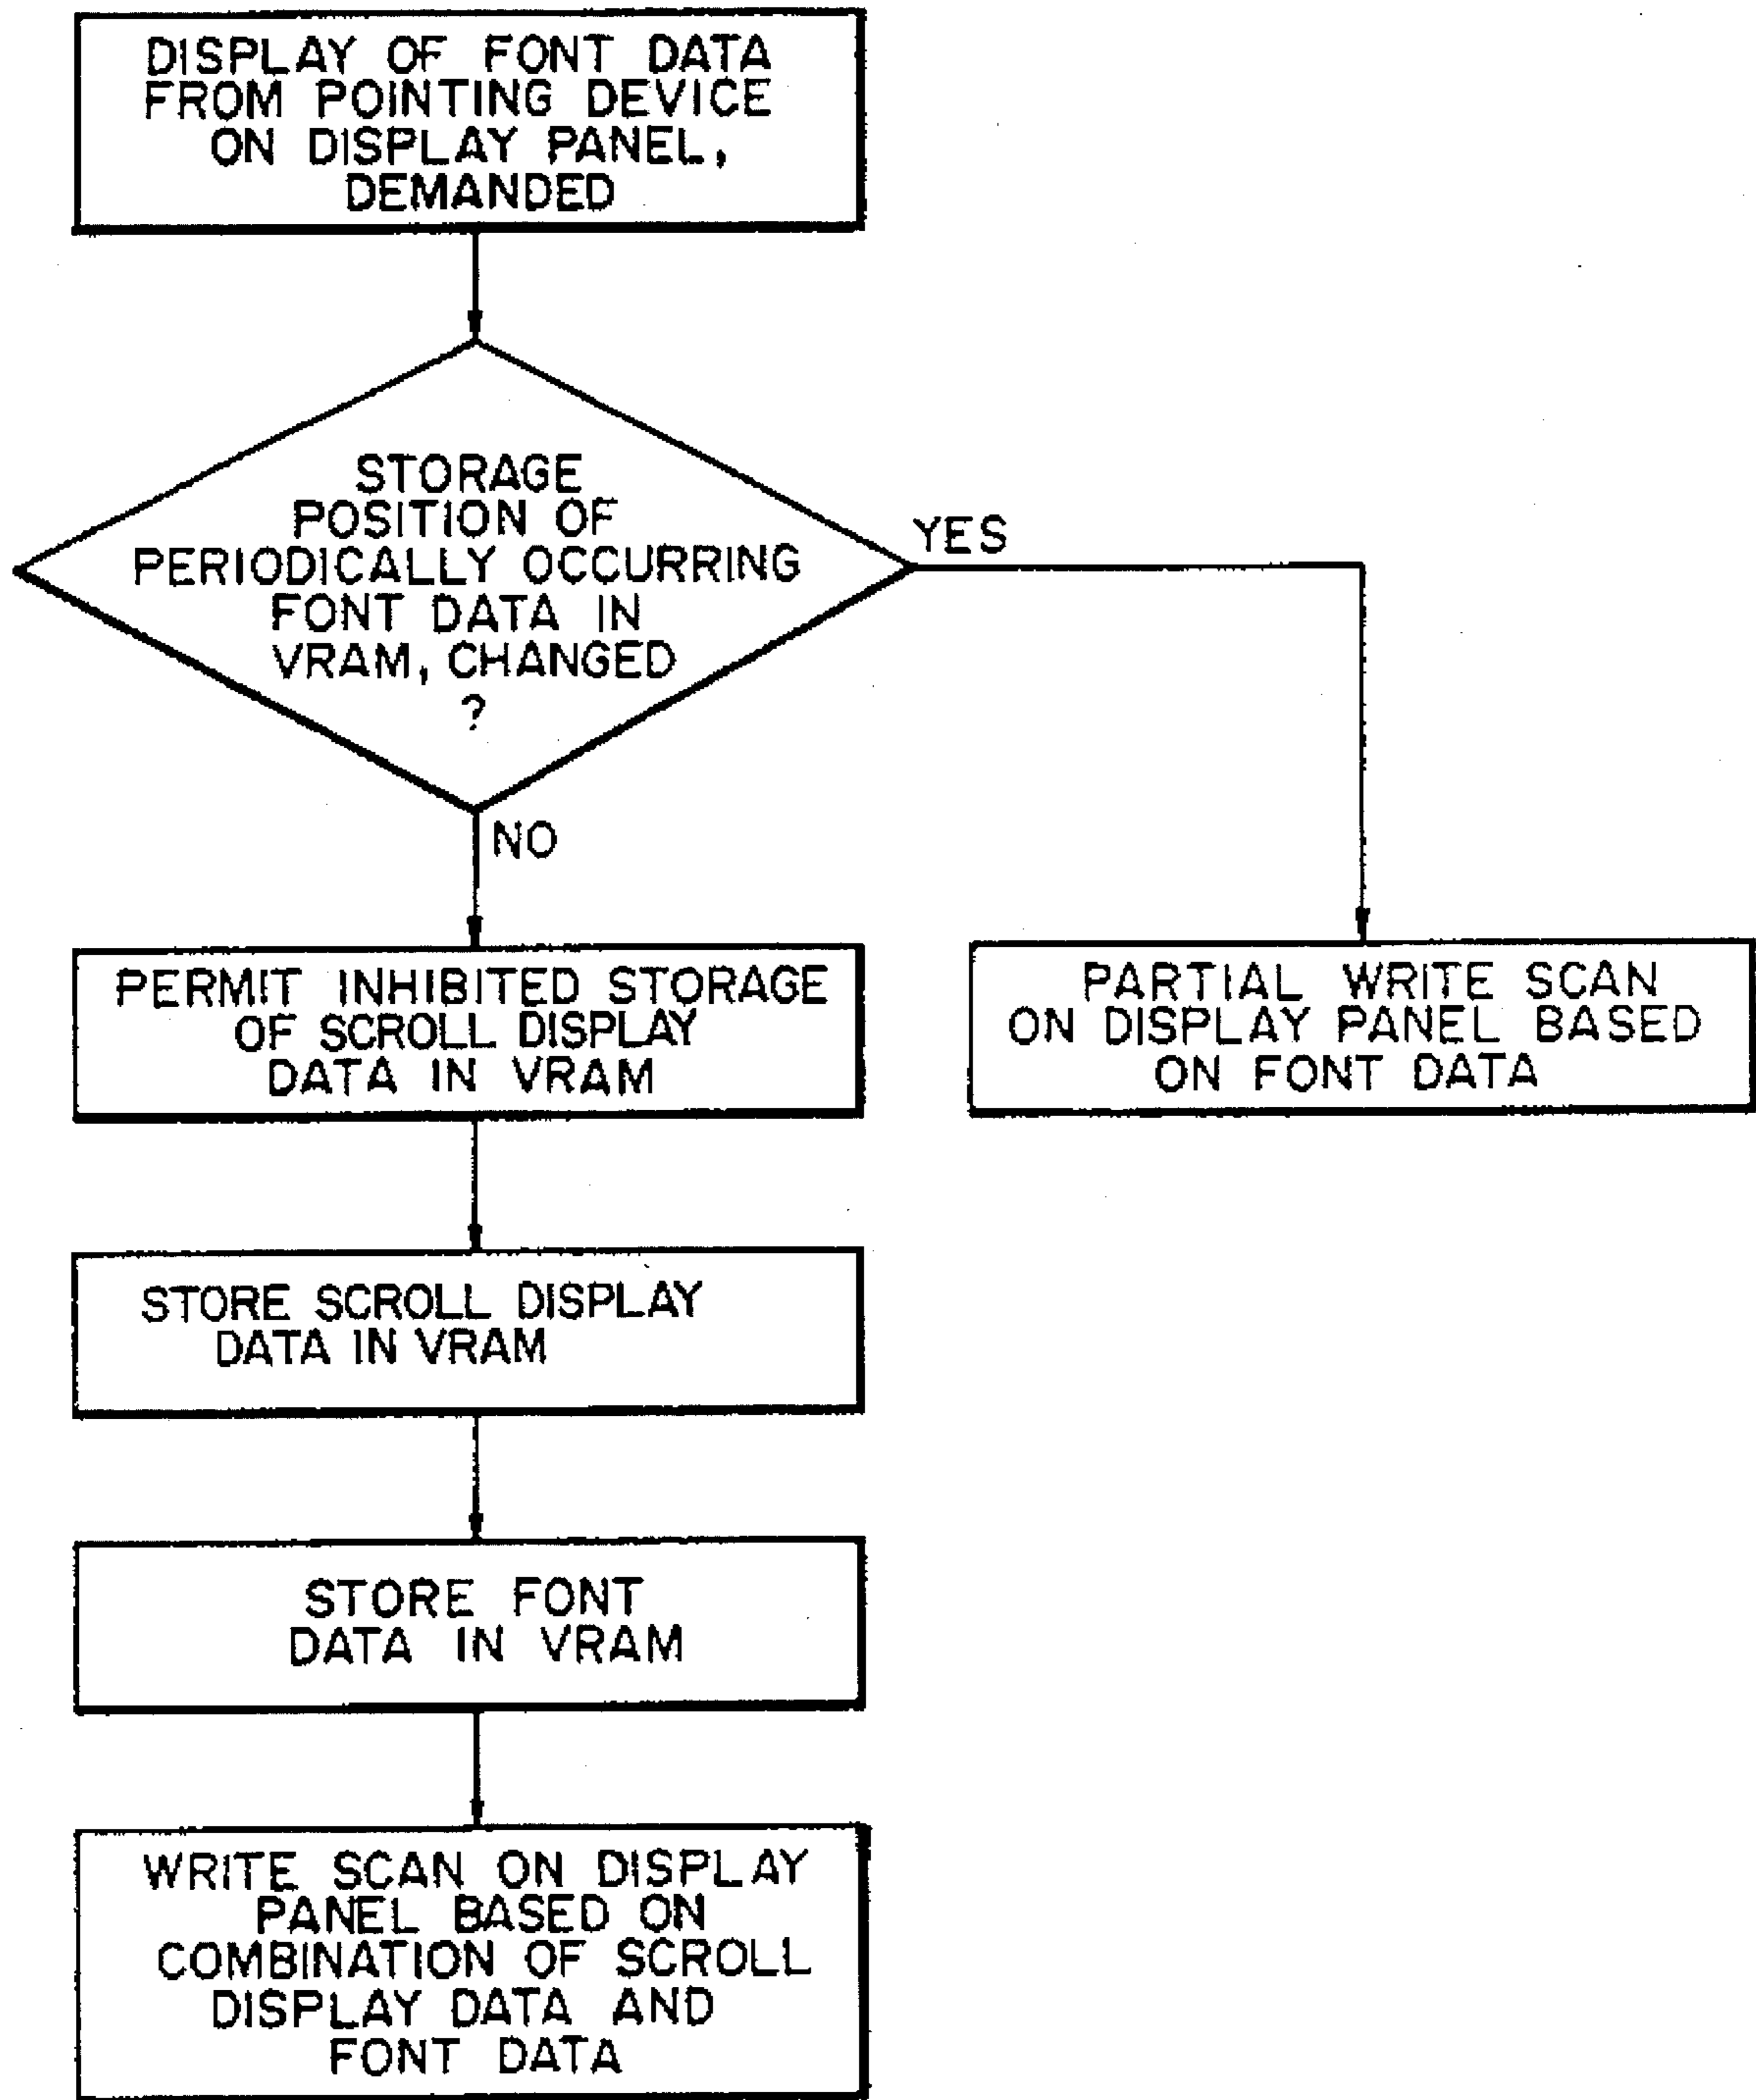 DISPLAY OF FONT DATA
FROM POINTING DEVICE
ON DISPLAY PANEL,
DEMANDED
STORAGE
POSITION OF
PERIODICALLY OCCURRING
FONT DATA IN
VRAM, CHANGED
?
YES
NO
PERMIT INHIBITED STORAGE
OF SCROLL DISPLAY
DATA IN VRAM
PARTIAL WRITE SCAN
ON DISPLAY PANEL BASED
ON FONT DATA
STORE SCROLL DISPLAY
DATA IN VRAM
STORE FONT
DATA IN VRAM
WRITE SCAN ON DISPLAY
PANEL BASED ON
COMBINATION OF SCROLL
DISPLAY DATA AND
FONT DATA